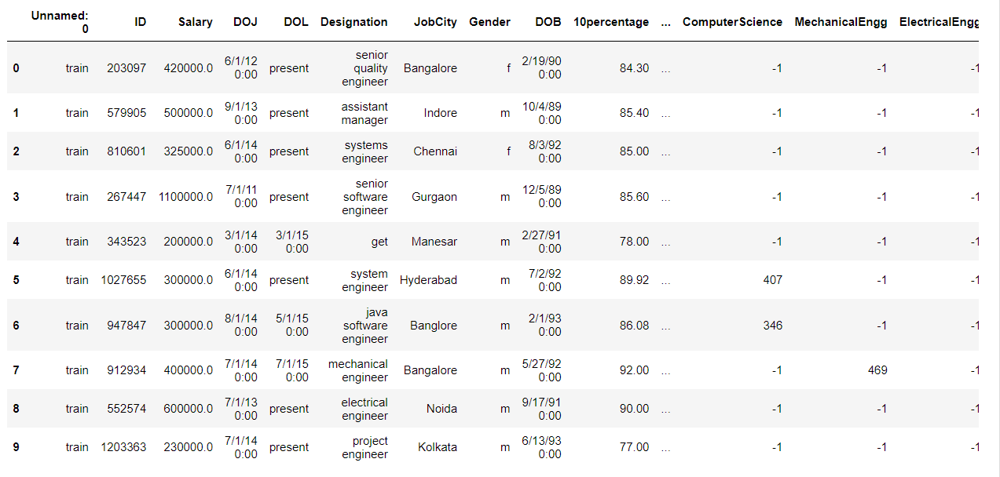 Unnamed: 0 ID Salary DOJ DOL Designation JobCity Gender DOB 10percentage ... ComputerScience MechanicalEngg ElectricalEngg
0 train 203097 420000.0 6/1/12 0:00 present senior quality engineer Bangalore f 2/19/90 0:00 84.30 ... -1 -1 -1
1 train 579905 500000.0 9/1/13 0:00 present assistant manager Indore m 10/4/89 0:00 85.40 ... -1 -1 -1
2 train 810601 325000.0 6/1/14 0:00 present systems engineer Chennai f 8/3/92 0:00 85.00 ... -1 -1 -1
3 train 267447 1100000.0 7/1/11 0:00 present senior software engineer Gurgaon m 12/5/89 0:00 85.60 ... -1 -1 -1
4 train 343523 200000.0 3/1/14 0:00 3/1/15 0:00 get Manesar m 2/27/91 0:00 78.00 ... -1 -1 -1
5 train 1027655 300000.0 6/1/14 0:00 present system engineer Hyderabad m 7/2/92 0:00 89.92 ... 407 -1 -1
6 train 947847 300000.0 8/1/14 0:00 5/1/15 0:00 java software engineer Banglore m 2/1/93 0:00 86.08 ... 346 -1 -1
7 train 912934 400000.0 7/1/14 0:00 7/1/15 0:00 mechanical engineer Bangalore m 5/27/92 0:00 92.00 ... -1 469 -1
8 train 552574 600000.0 7/1/13 0:00 present electrical engineer Noida m 9/17/91 0:00 90.00 ... -1 -1 -1
9 train 1203363 230000.0 7/1/14 0:00 present project engineer Kolkata m 6/13/93 0:00 77.00 ... -1 -1 -1